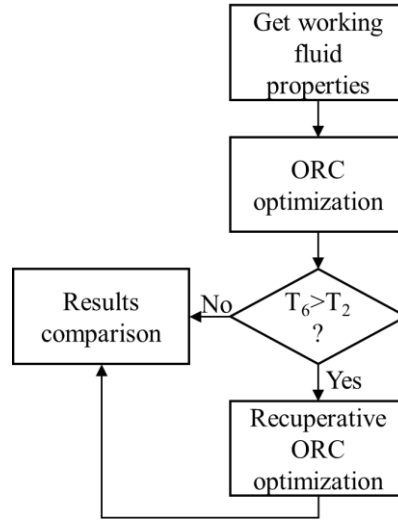 Get working
fluid
properties
ORC
optimization
T₆>T₂
?
No
Results
comparison
Yes
Recuperative
ORC
optimization